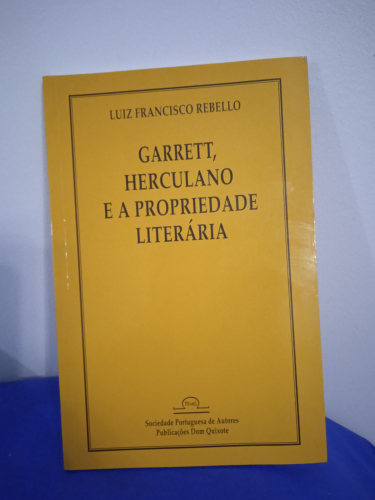 LUIZ FRANCISCO REBELLO
GARRETT,
HERCULANO
E A PROPRIEDADE
LITERÁRIA
Sociedade Portuguesa de Autores
Publicações Dom Quixote